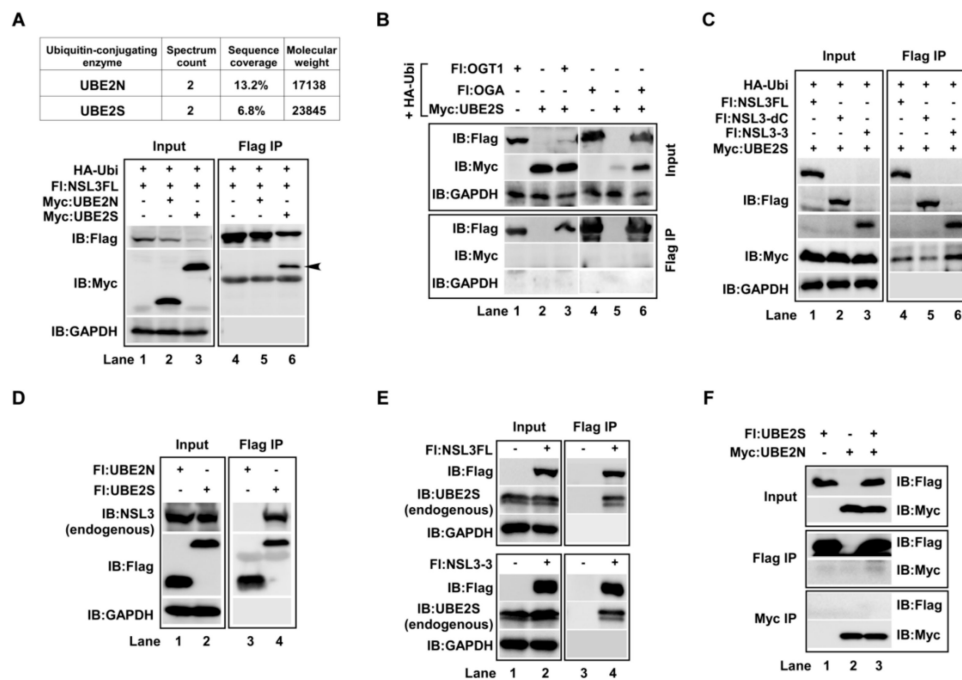 A
Ubiquitin-conjugating enzyme Spectrum count Sequence coverage Molecular weight
UBE2N 2 13.2% 17138
UBE2S 2 6.8% 23845
Input Flag IP
HA-Ubi + + + + + +
Fl:NSL3FL + + + + + +
Myc:UBE2N - + - - + -
Myc:UBE2S - - + - - +
IB:Flag
IB:Myc
IB:GAPDH
Lane 1 2 3 4 5 6
B
+ HA-Ubi
Fl:OGT1 + - + - - -
Fl:OGA - - - + - +
Myc:UBE2S - + + - + +
IB:Flag
IB:Myc
IB:GAPDH
Input
IB:Flag
IB:Myc
IB:GAPDH
Flag IP
Lane 1 2 3 4 5 6
C
Input Flag IP
HA-Ubi + + + + + +
Fl:NSL3FL + - - + - -
Fl:NSL3-dC - + - - + -
Fl:NSL3-3 - - + - - +
Myc:UBE2S + + + + + +
IB:Flag
IB:Myc
IB:GAPDH
Lane 1 2 3 4 5 6
D
Input Flag IP
Fl:UBE2N + - + -
Fl:UBE2S - + - +
IB:NSL3
(endogenous)
IB:Flag
IB:GAPDH
Lane 1 2 3 4
E
Input Flag IP
Fl:NSL3FL - + - +
IB:Flag
IB:UBE2S
(endogenous)
IB:GAPDH
Fl:NSL3-3 - + - +
IB:Flag
IB:UBE2S
(endogenous)
IB:GAPDH
Lane 1 2 3 4
F
Fl:UBE2S + - +
Myc:UBE2N - + +
Input IB:Flag
IB:Myc
Flag IP IB:Flag
IB:Myc
Myc IP IB:Flag
IB:Myc
Lane 1 2 3